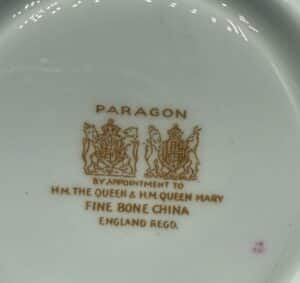 PARAGON
BY APPOINTMENT TO
H.M. THE QUEEN & H.M. QUEEN MARY
FINE BONE CHINA
ENGLAND REGD.